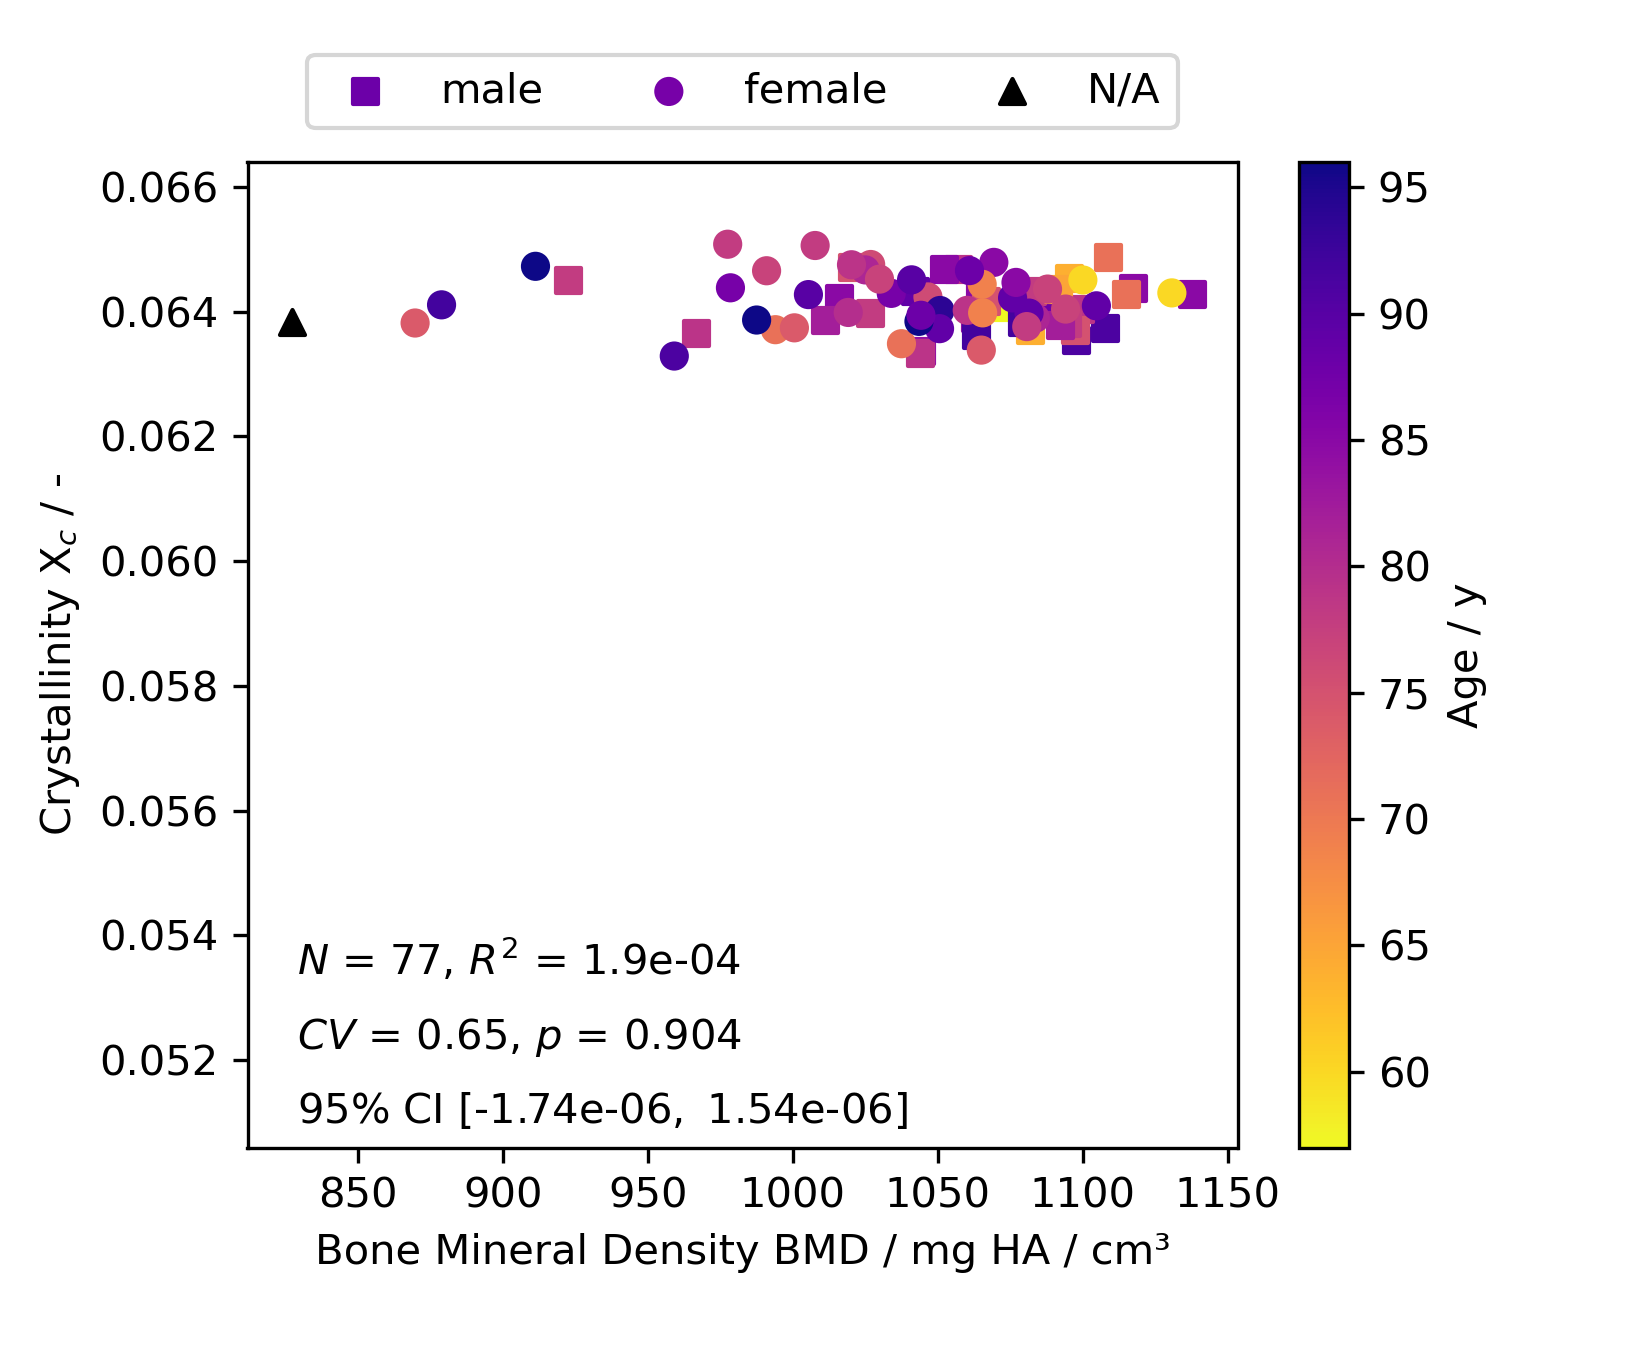 male female N/A
0.066
0.064
0.062
0.060
0.058
0.056
0.054
0.052
Crystallinity X_c / -
N = 77, R² = 1.9e-04
CV = 0.65, p = 0.904
95% CI [-1.74e-06, 1.54e-06]
850 900 950 1000 1050 1100 1150
Bone Mineral Density BMD / mg HA / cm³
95
90
85
80
75
70
65
60
Age / y